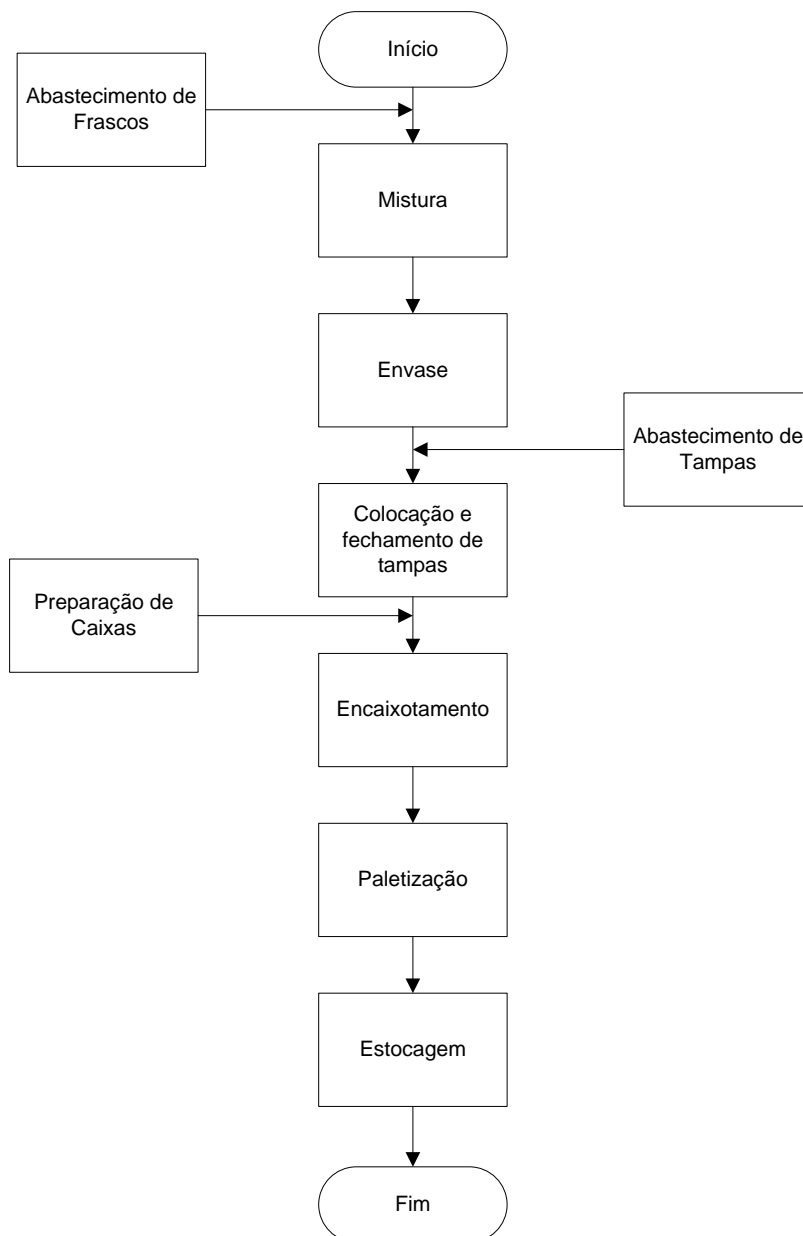 Início
Abastecimento de
Frascos
Mistura
Envase
Abastecimento de
Tampas
Colocação e
fechamento de
tampas
Preparação de
Caixas
Encaixotamento
Paletização
Estocagem
Fim